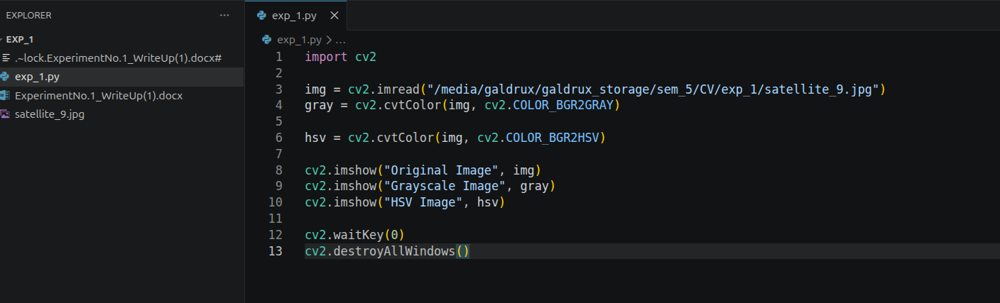 EXPLORER
EXP_1
.~lock.ExperimentNo.1_WriteUp(1).docx#
exp_1.py
ExperimentNo.1_WriteUp(1).docx
satellite_9.jpg
exp_1.py
exp_1.py > ...
1 import cv2
2
3 img = cv2.imread("/media/galdrux/galdrux_storage/sem_5/CV/exp_1/satellite_9.jpg")
4 gray = cv2.cvtColor(img, cv2.COLOR_BGR2GRAY)
5
6 hsv = cv2.cvtColor(img, cv2.COLOR_BGR2HSV)
7
8 cv2.imshow("Original Image", img)
9 cv2.imshow("Grayscale Image", gray)
10 cv2.imshow("HSV Image", hsv)
11
12 cv2.waitKey(0)
13 cv2.destroyAllWindows()